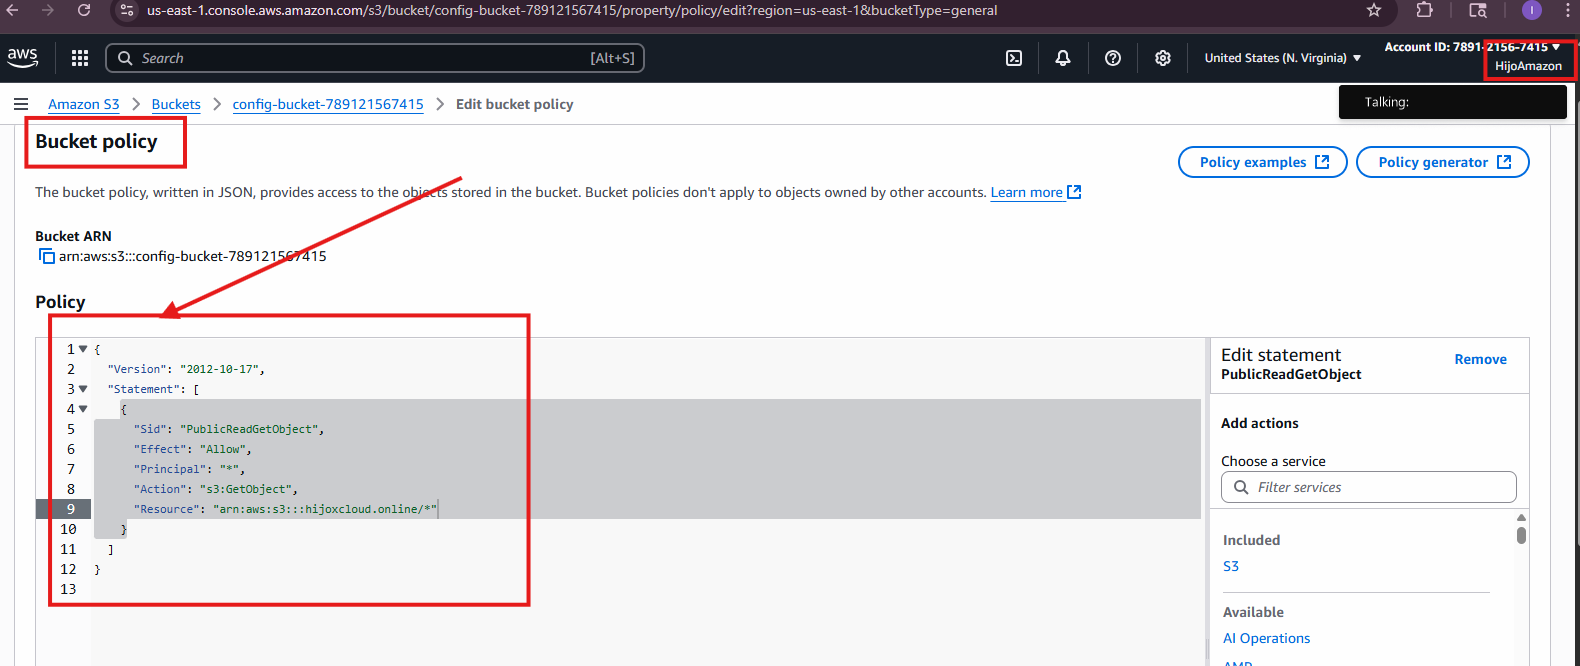 us-east-1.console.aws.amazon.com/s3/bucket/config-bucket-789121567415/property/policy/edit?region=us-east-1&bucketType=general
I
aws
Search
[Alt+S]
United States (N. Virginia)
Account ID: 7891-2156-7415
HijoAmazon
Talking:
Amazon S3 > Buckets > config-bucket-789121567415 > Edit bucket policy
Bucket policy
Policy examples
Policy generator
The bucket policy, written in JSON, provides access to the objects stored in the bucket. Bucket policies don't apply to objects owned by other accounts. Learn more
Bucket ARN
arn:aws:s3:::config-bucket-789121567415
Policy
1 {
2 "Version": "2012-10-17",
3 "Statement": [
4 {
5 "Sid": "PublicReadGetObject",
6 "Effect": "Allow",
7 "Principal": "*",
8 "Action": "s3:GetObject",
9 "Resource": "arn:aws:s3:::hijoxcloud.online/*"
10 }
11 ]
12 }
13
Edit statement
Remove
PublicReadGetObject
Add actions
Choose a service
Filter services
Included
S3
Available
AI Operations
AMP